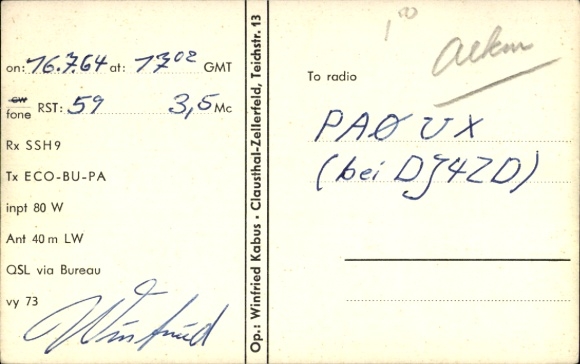 on: 16.7.64 at: 1702 GMT
cw
fone RST: 59 3,5 Mc
Rx SSH9
Tx ECO-BU-PA
inpt 80 W
Ant 40 m LW
QSL via Bureau
vy 73
Winfried
Op.: Winfried Kabus · Clausthal-Zellerfeld, Teichstr. 13
To radio
PAØUX
(bei DJ4ZD)